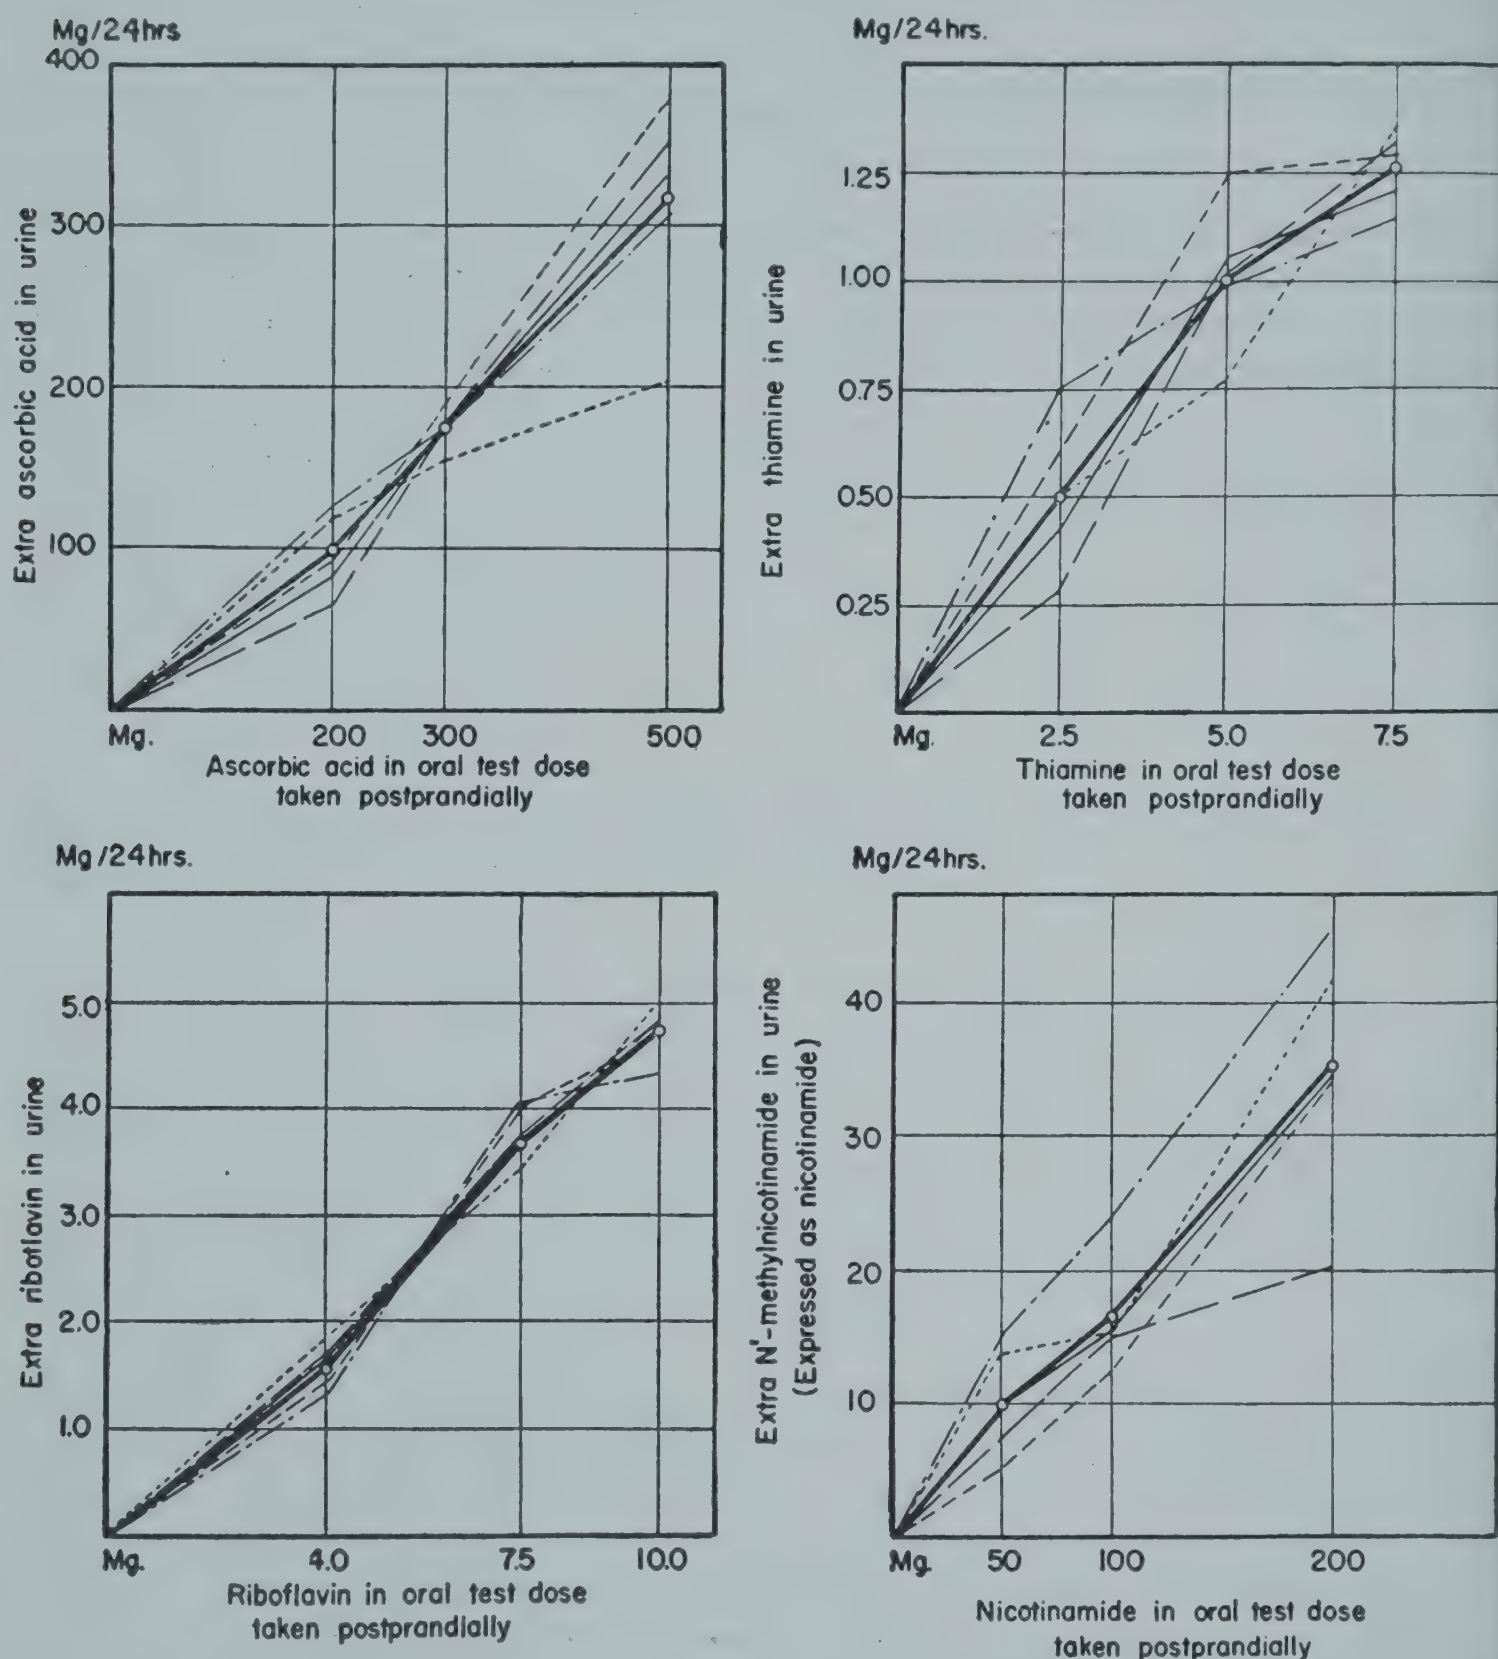 Mg/24hrs
400
300
200
100
Extra ascorbic acid in urine
Mg. 200 300 500
Ascorbic acid in oral test dose
taken postprandially
Mg/24hrs.
1.25
1.00
0.75
0.50
0.25
Extra thiamine in urine
Mg. 2.5 5.0 7.5
Thiamine in oral test dose
taken postprandially
Mg/24hrs.
5.0
4.0
3.0
2.0
1.0
Extra riboflavin in urine
Mg. 4.0 7.5 10.0
Riboflavin in oral test dose
taken postprandially
Mg/24hrs.
40
30
20
10
Extra N'-methylnicotinamide in urine
(Expressed as nicotinamide)
Mg. 50 100 200
Nicotinamide in oral test dose
taken postprandially